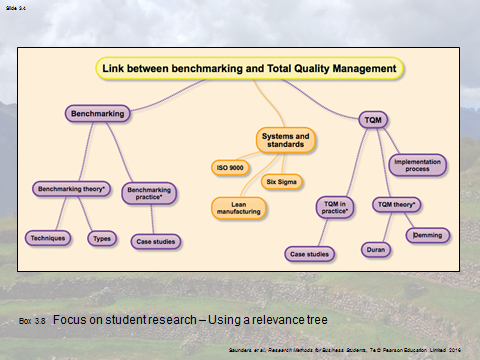 Slide 3.4
Link between benchmarking and Total Quality Management
Benchmarking
TQM
Systems and
standards
Implementation
process
ISO 9000
Six Sigma
Benchmarking theory*
Benchmarking
practice*
Lean
manufacturing
TQM in
practice*
TQM theory*
Techniques
Types
Case studies
Case studies
Duran
Demming
Box 3.8 Focus on student research – Using a relevance tree
Saunders et al, Research Methods for Business Students, 7e © Pearson Education Limited 2016